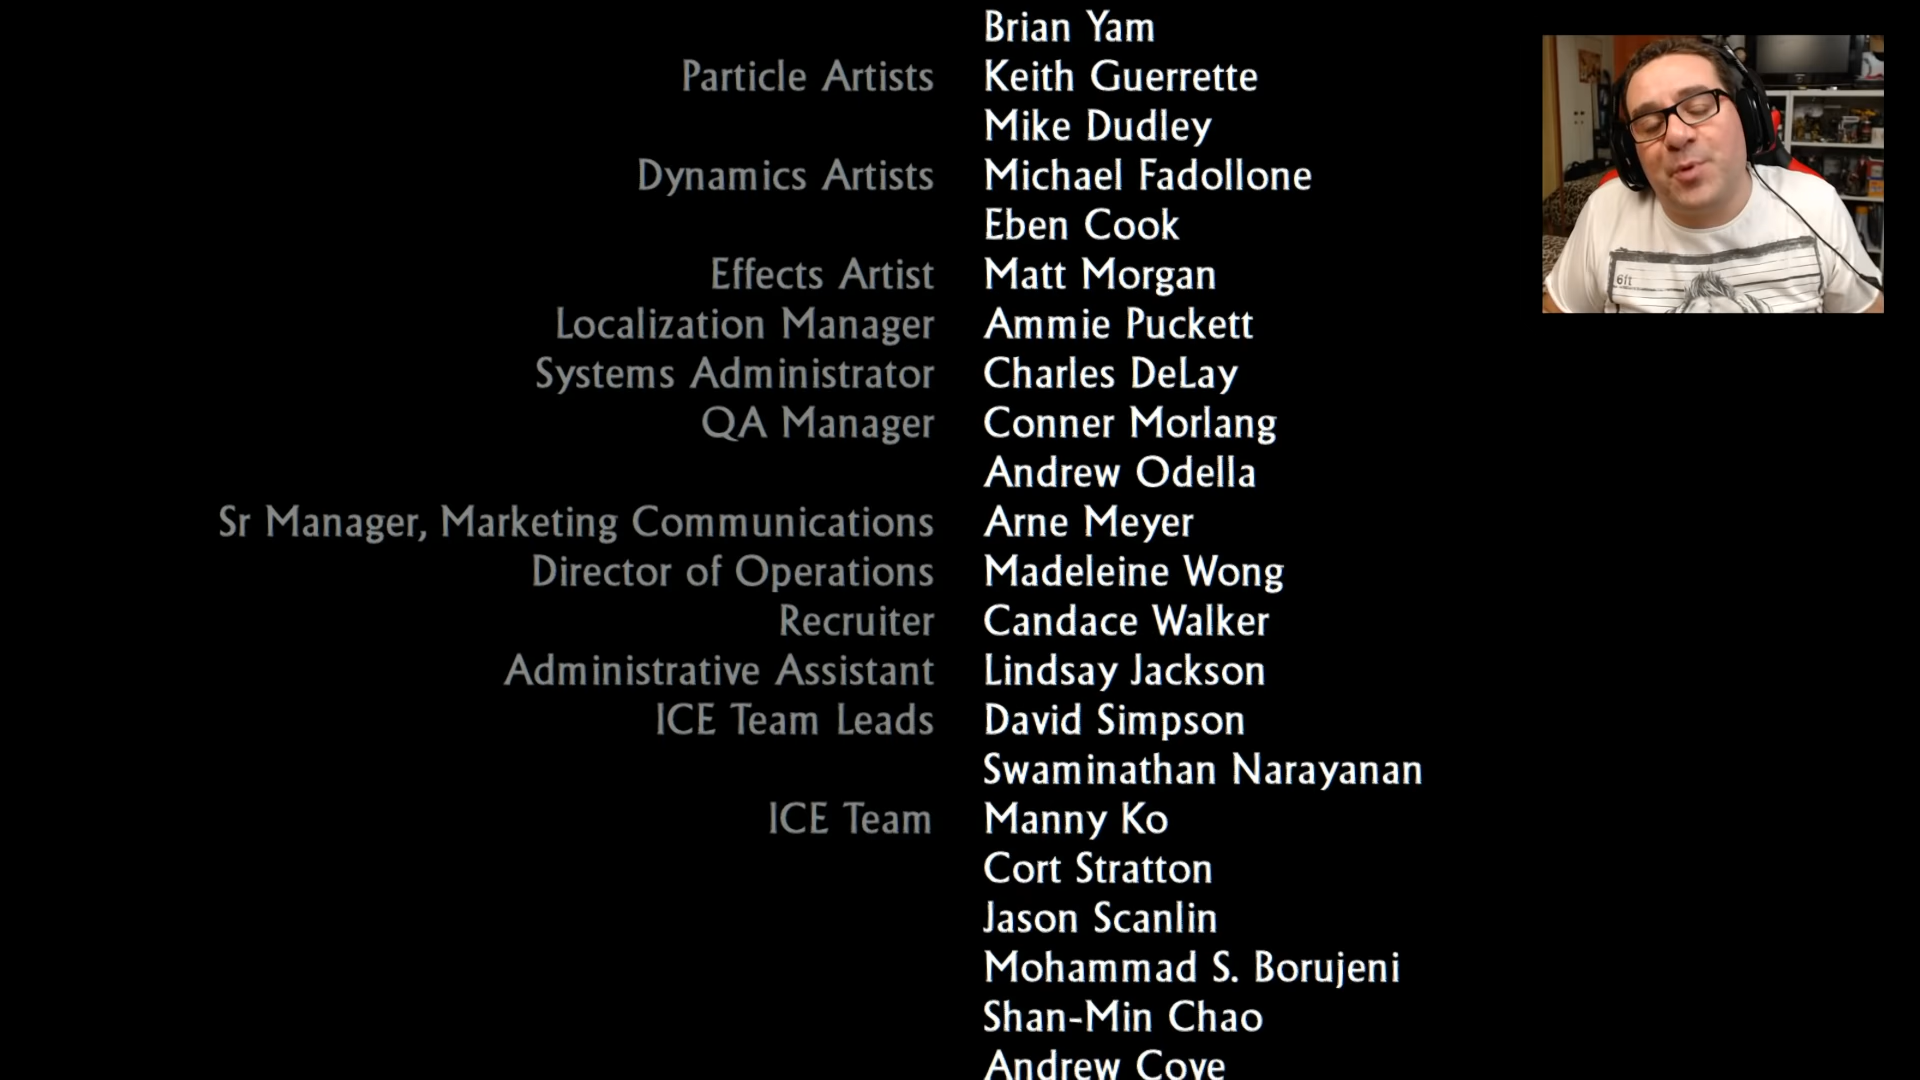 Brian Yam
Particle Artists Keith Guerrette
Mike Dudley
Dynamics Artists Michael Fadollone
Eben Cook
Effects Artist Matt Morgan
Localization Manager Ammie Puckett
Systems Administrator Charles DeLay
QA Manager Conner Morlang
Andrew Odella
Sr Manager, Marketing Communications Arne Meyer
Director of Operations Madeleine Wong
Recruiter Candace Walker
Administrative Assistant Lindsay Jackson
ICE Team Leads David Simpson
Swaminathan Narayanan
ICE Team Manny Ko
Cort Stratton
Jason Scanlin
Mohammad S. Borujeni
Shan-Min Chao
Andrew Cove
6ft